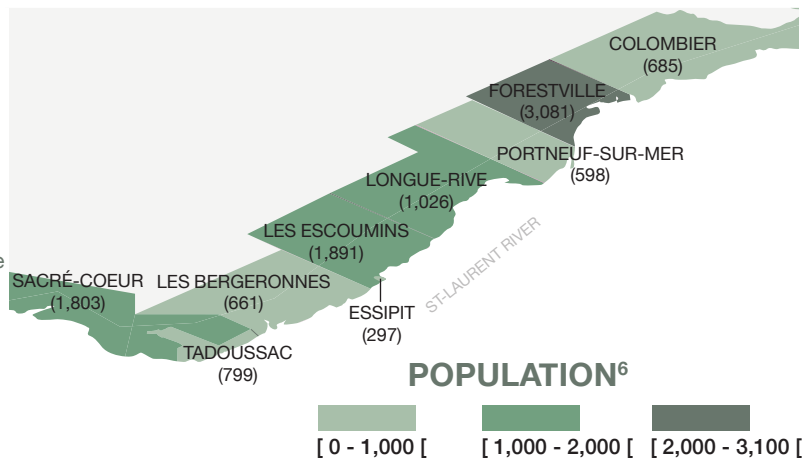 COLOMBIER
(685)
FORESTVILLE
(3,081)
PORTNEUF-SUR-MER
(598)
LONGUE-RIVE
(1,026)
LES ESCOUMINS
(1,891)
ST-LAURENT RIVER
e
SACRÉ-COEUR
(1,803)
LES BERGERONNES
(661)
ESSIPIT
(297)
TADOUSSAC
(799)
POPULATION⁶
[ 0 - 1,000 [
[ 1,000 - 2,000 [
[ 2,000 - 3,100 [